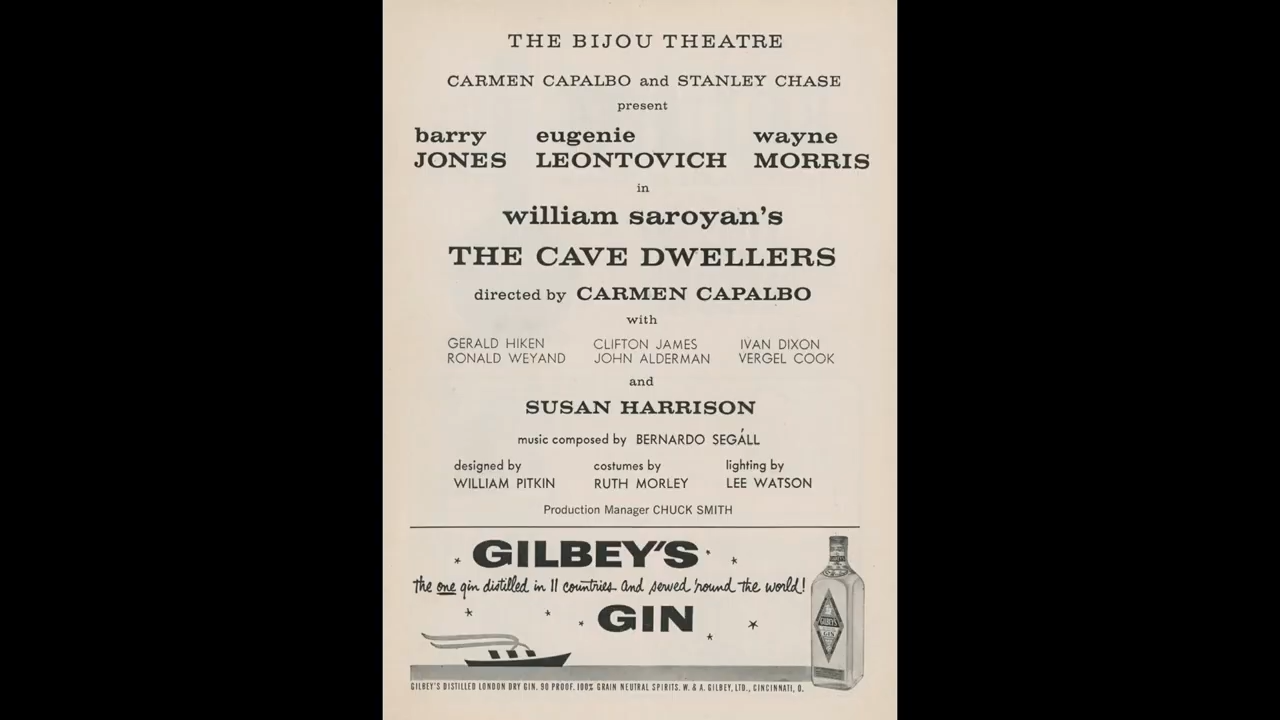 THE BIJOU THEATRE
CARMEN CAPALBO and STANLEY CHASE
present
barry eugenie wayne
JONES LEONTOVICH MORRIS
in
william saroyan's
THE CAVE DWELLERS
directed by CARMEN CAPALBO
with
GERALD HIKEN CLIFTON JAMES IVAN DIXON
RONALD WEYAND JOHN ALDERMAN VERGEL COOK
and
SUSAN HARRISON
music composed by BERNARDO SEGÁLL
designed by costumes by lighting by
WILLIAM PITKIN RUTH MORLEY LEE WATSON
Production Manager CHUCK SMITH
GILBEY'S
the one gin distilled in 11 countries and served 'round the world!
GIN
GILBEY'S
GIN
GILBEY'S DISTILLED LONDON DRY GIN. 90 PROOF. 100% GRAIN NEUTRAL SPIRITS. W. & A. GILBEY, LTD., CINCINNATI, O.